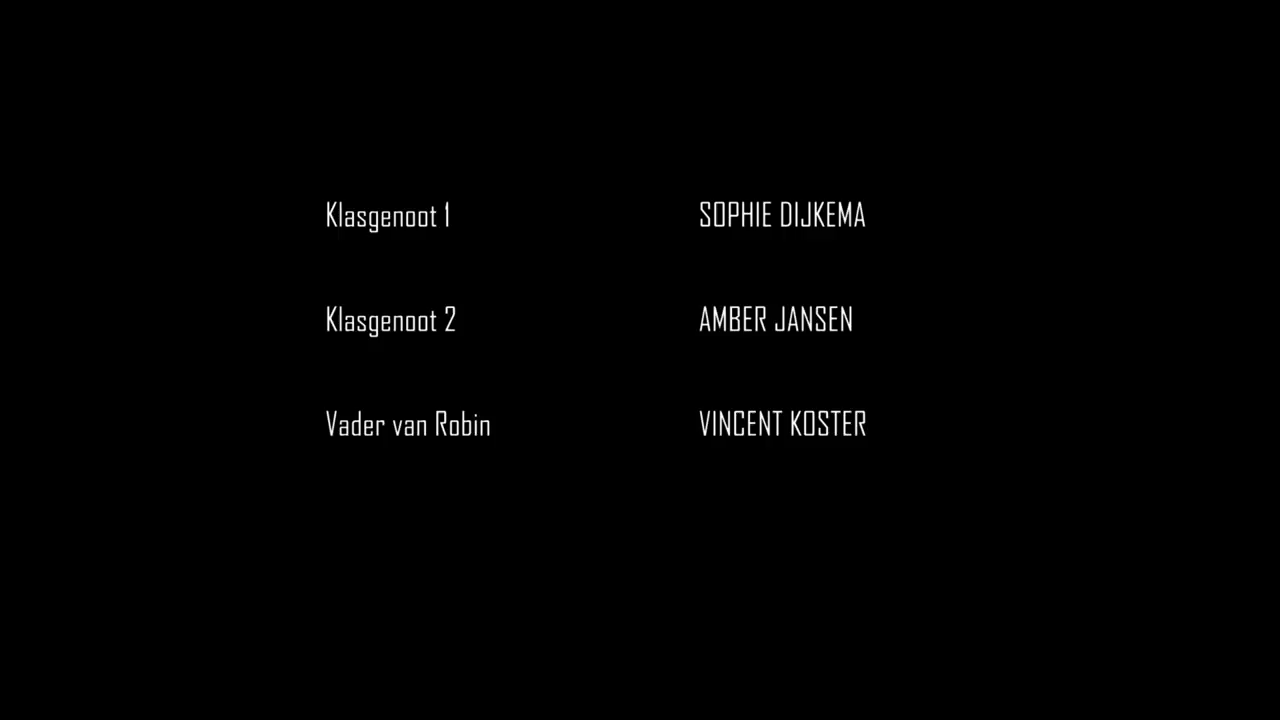 Klasgenoot 1 SOPHIE DIJKEMA
Klasgenoot 2 AMBER JANSEN
Vader van Robin VINCENT KOSTER